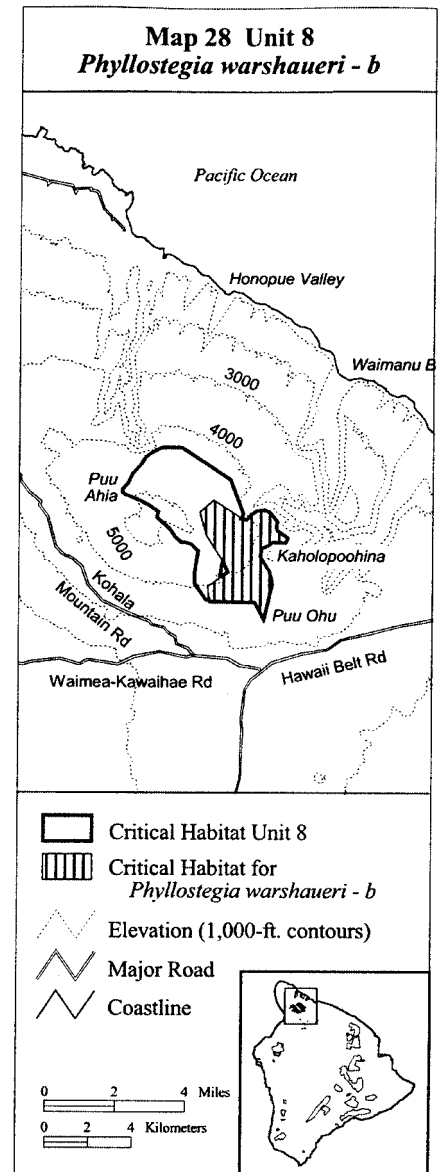 Map 28 Unit 8
Phyllostegia warshaueri - b
Pacific Ocean
Honopue Valley
Waimanu B
3000
4000
Puu
Ahia
5000
Kaholopoohina
Kohala
Mountain Rd
Puu Ohu
Hawaii Belt Rd
Waimea-Kawaihae Rd
Critical Habitat Unit 8
Critical Habitat for
Phyllostegia warshaueri - b
Elevation (1,000-ft. contours)
Major Road
Coastline
0 2 4 Miles
0 2 4 Kilometers